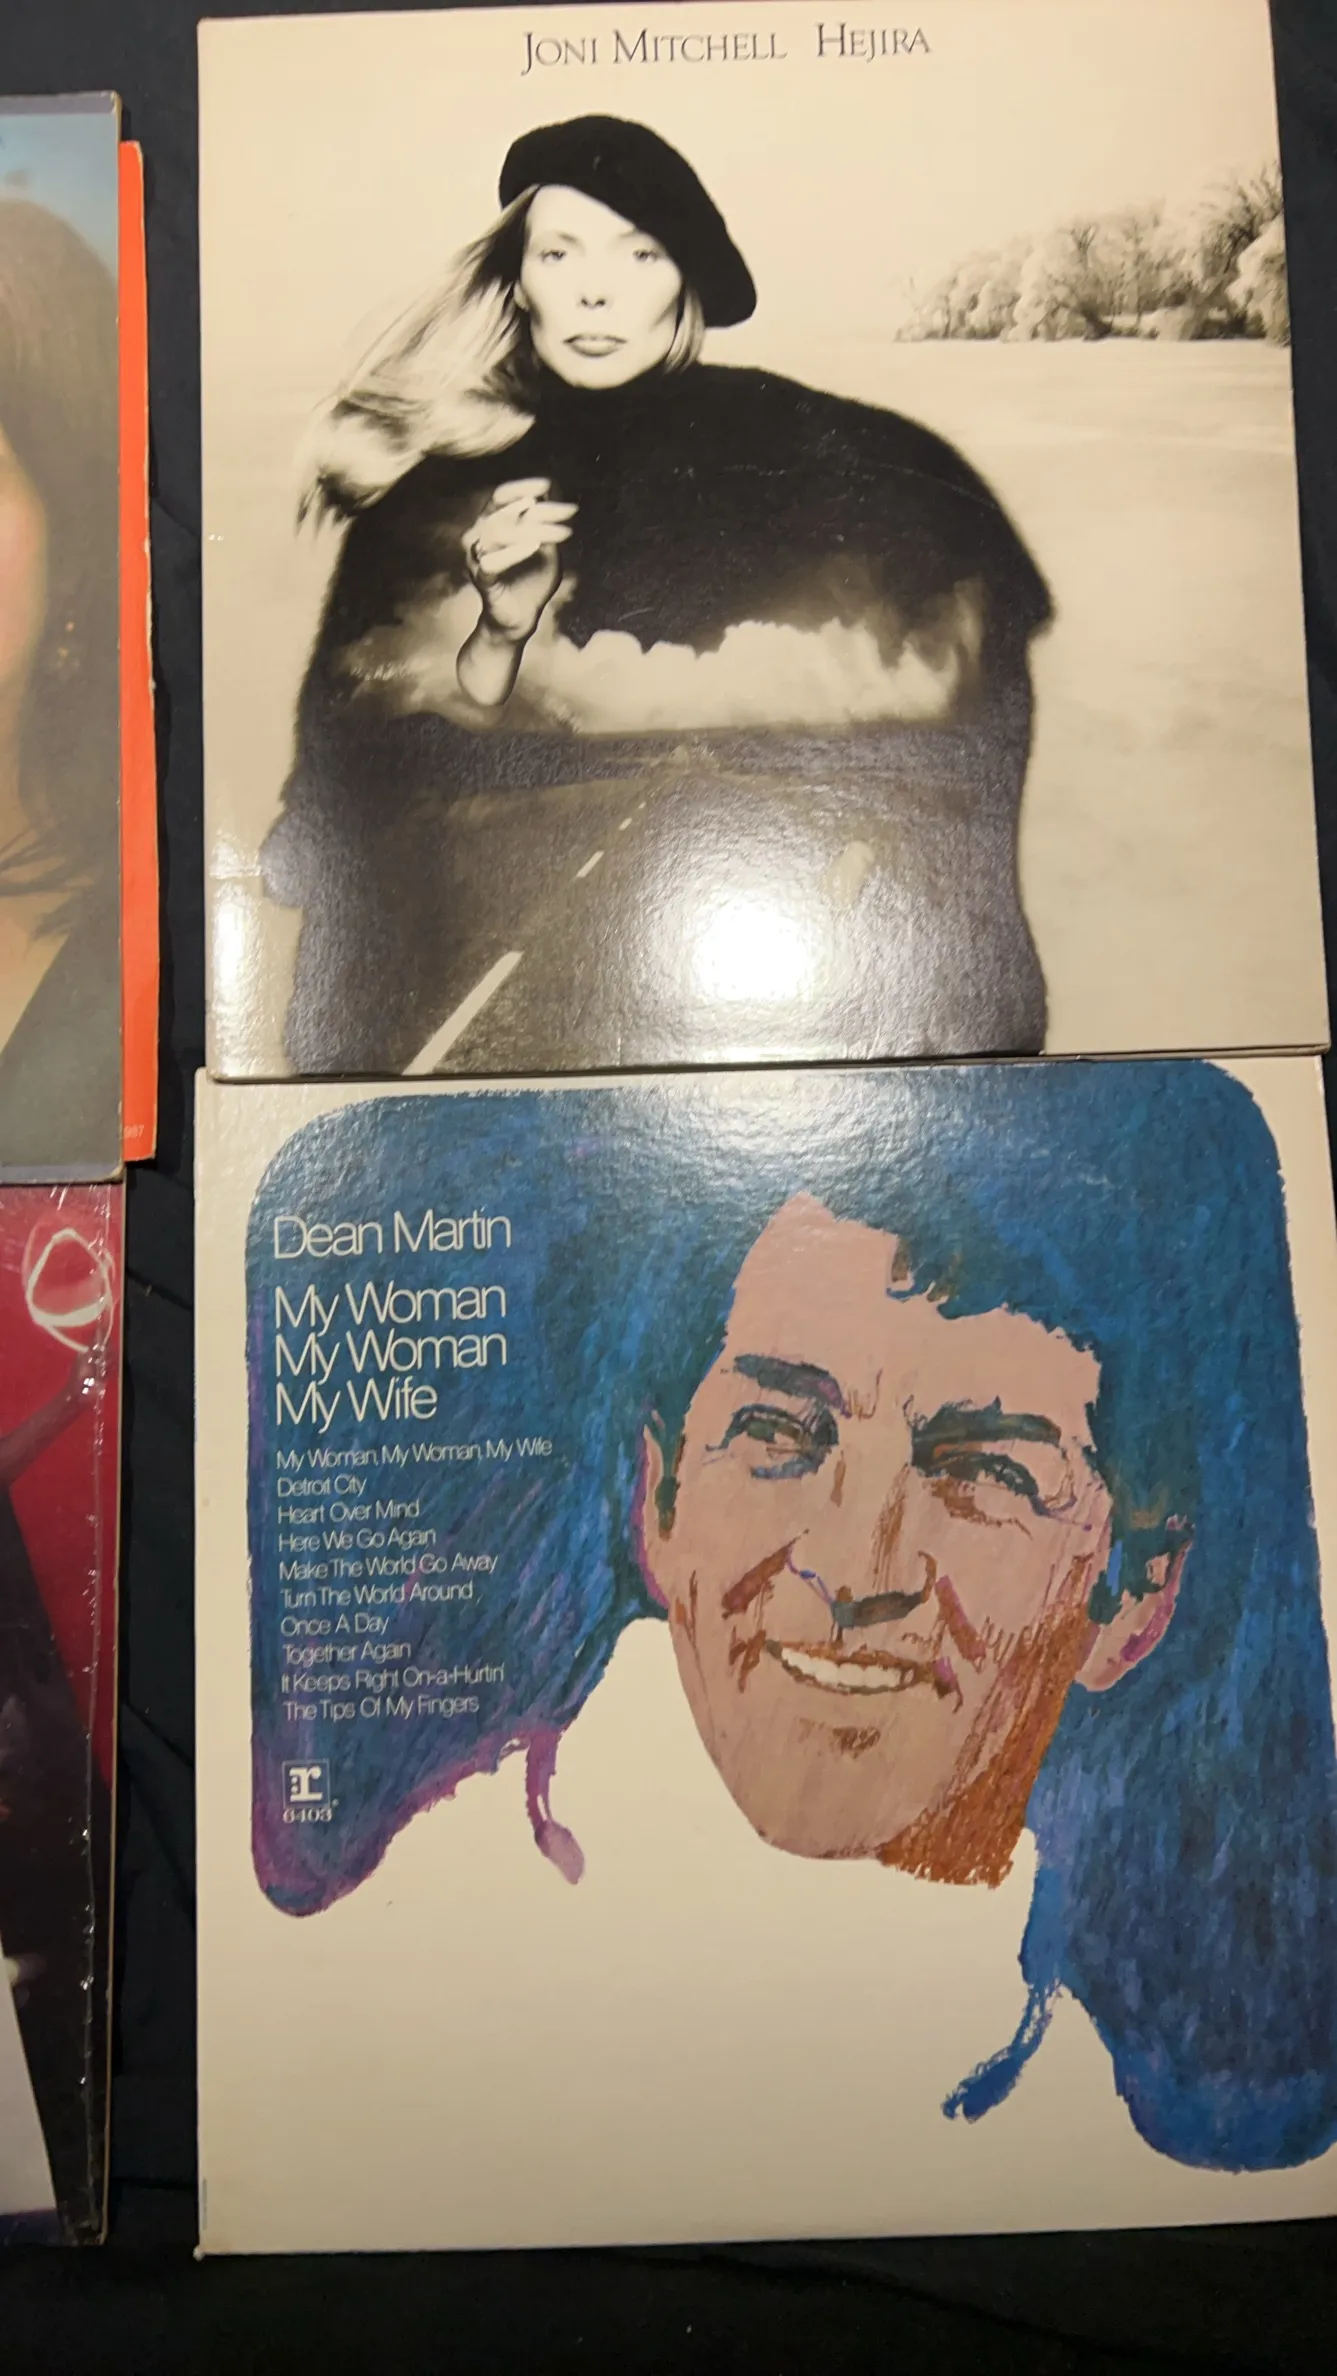 JONI MITCHELL HEJIRA
987
Dean Martin
My Woman
My Woman
My Wife
My Woman, My Woman, My Wife
Detroit City
Heart Over Mind
Here We Go Again
Make The World Go Away
Turn The World Around
Once A Day
Together Again
It Keeps Right On-a-Hurtin'
The Tips Of My Fingers
r
6403